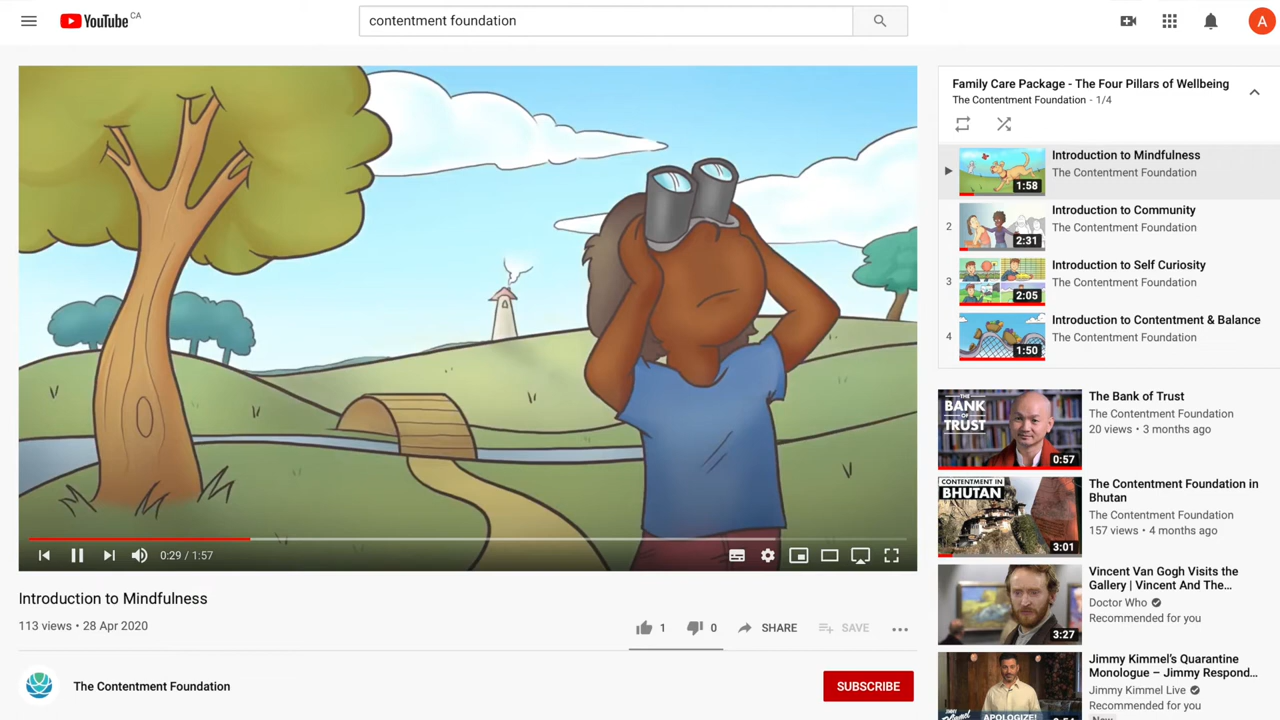 YouTube CA
contentment foundation
A
Family Care Package - The Four Pillars of Wellbeing
The Contentment Foundation - 1/4
Introduction to Mindfulness
The Contentment Foundation
1:58
2
Introduction to Community
The Contentment Foundation
2:31
3
Introduction to Self Curiosity
The Contentment Foundation
2:05
4
Introduction to Contentment & Balance
The Contentment Foundation
1:50
0:29 / 1:57
Introduction to Mindfulness
113 views • 28 Apr 2020
1
0
SHARE
SAVE
The Contentment Foundation
SUBSCRIBE
THE
BANK
OF
TRUST
0:57
The Bank of Trust
The Contentment Foundation
20 views • 3 months ago
CONTENTMENT IN
BHUTAN
3:01
The Contentment Foundation in
Bhutan
The Contentment Foundation
157 views • 4 months ago
3:27
Vincent Van Gogh Visits the
Gallery | Vincent And The...
Doctor Who
Recommended for you
APOLOGIZE!
Jimmy Kimmel's Quarantine
Monologue – Jimmy Respond...
Jimmy Kimmel Live
Recommended for you